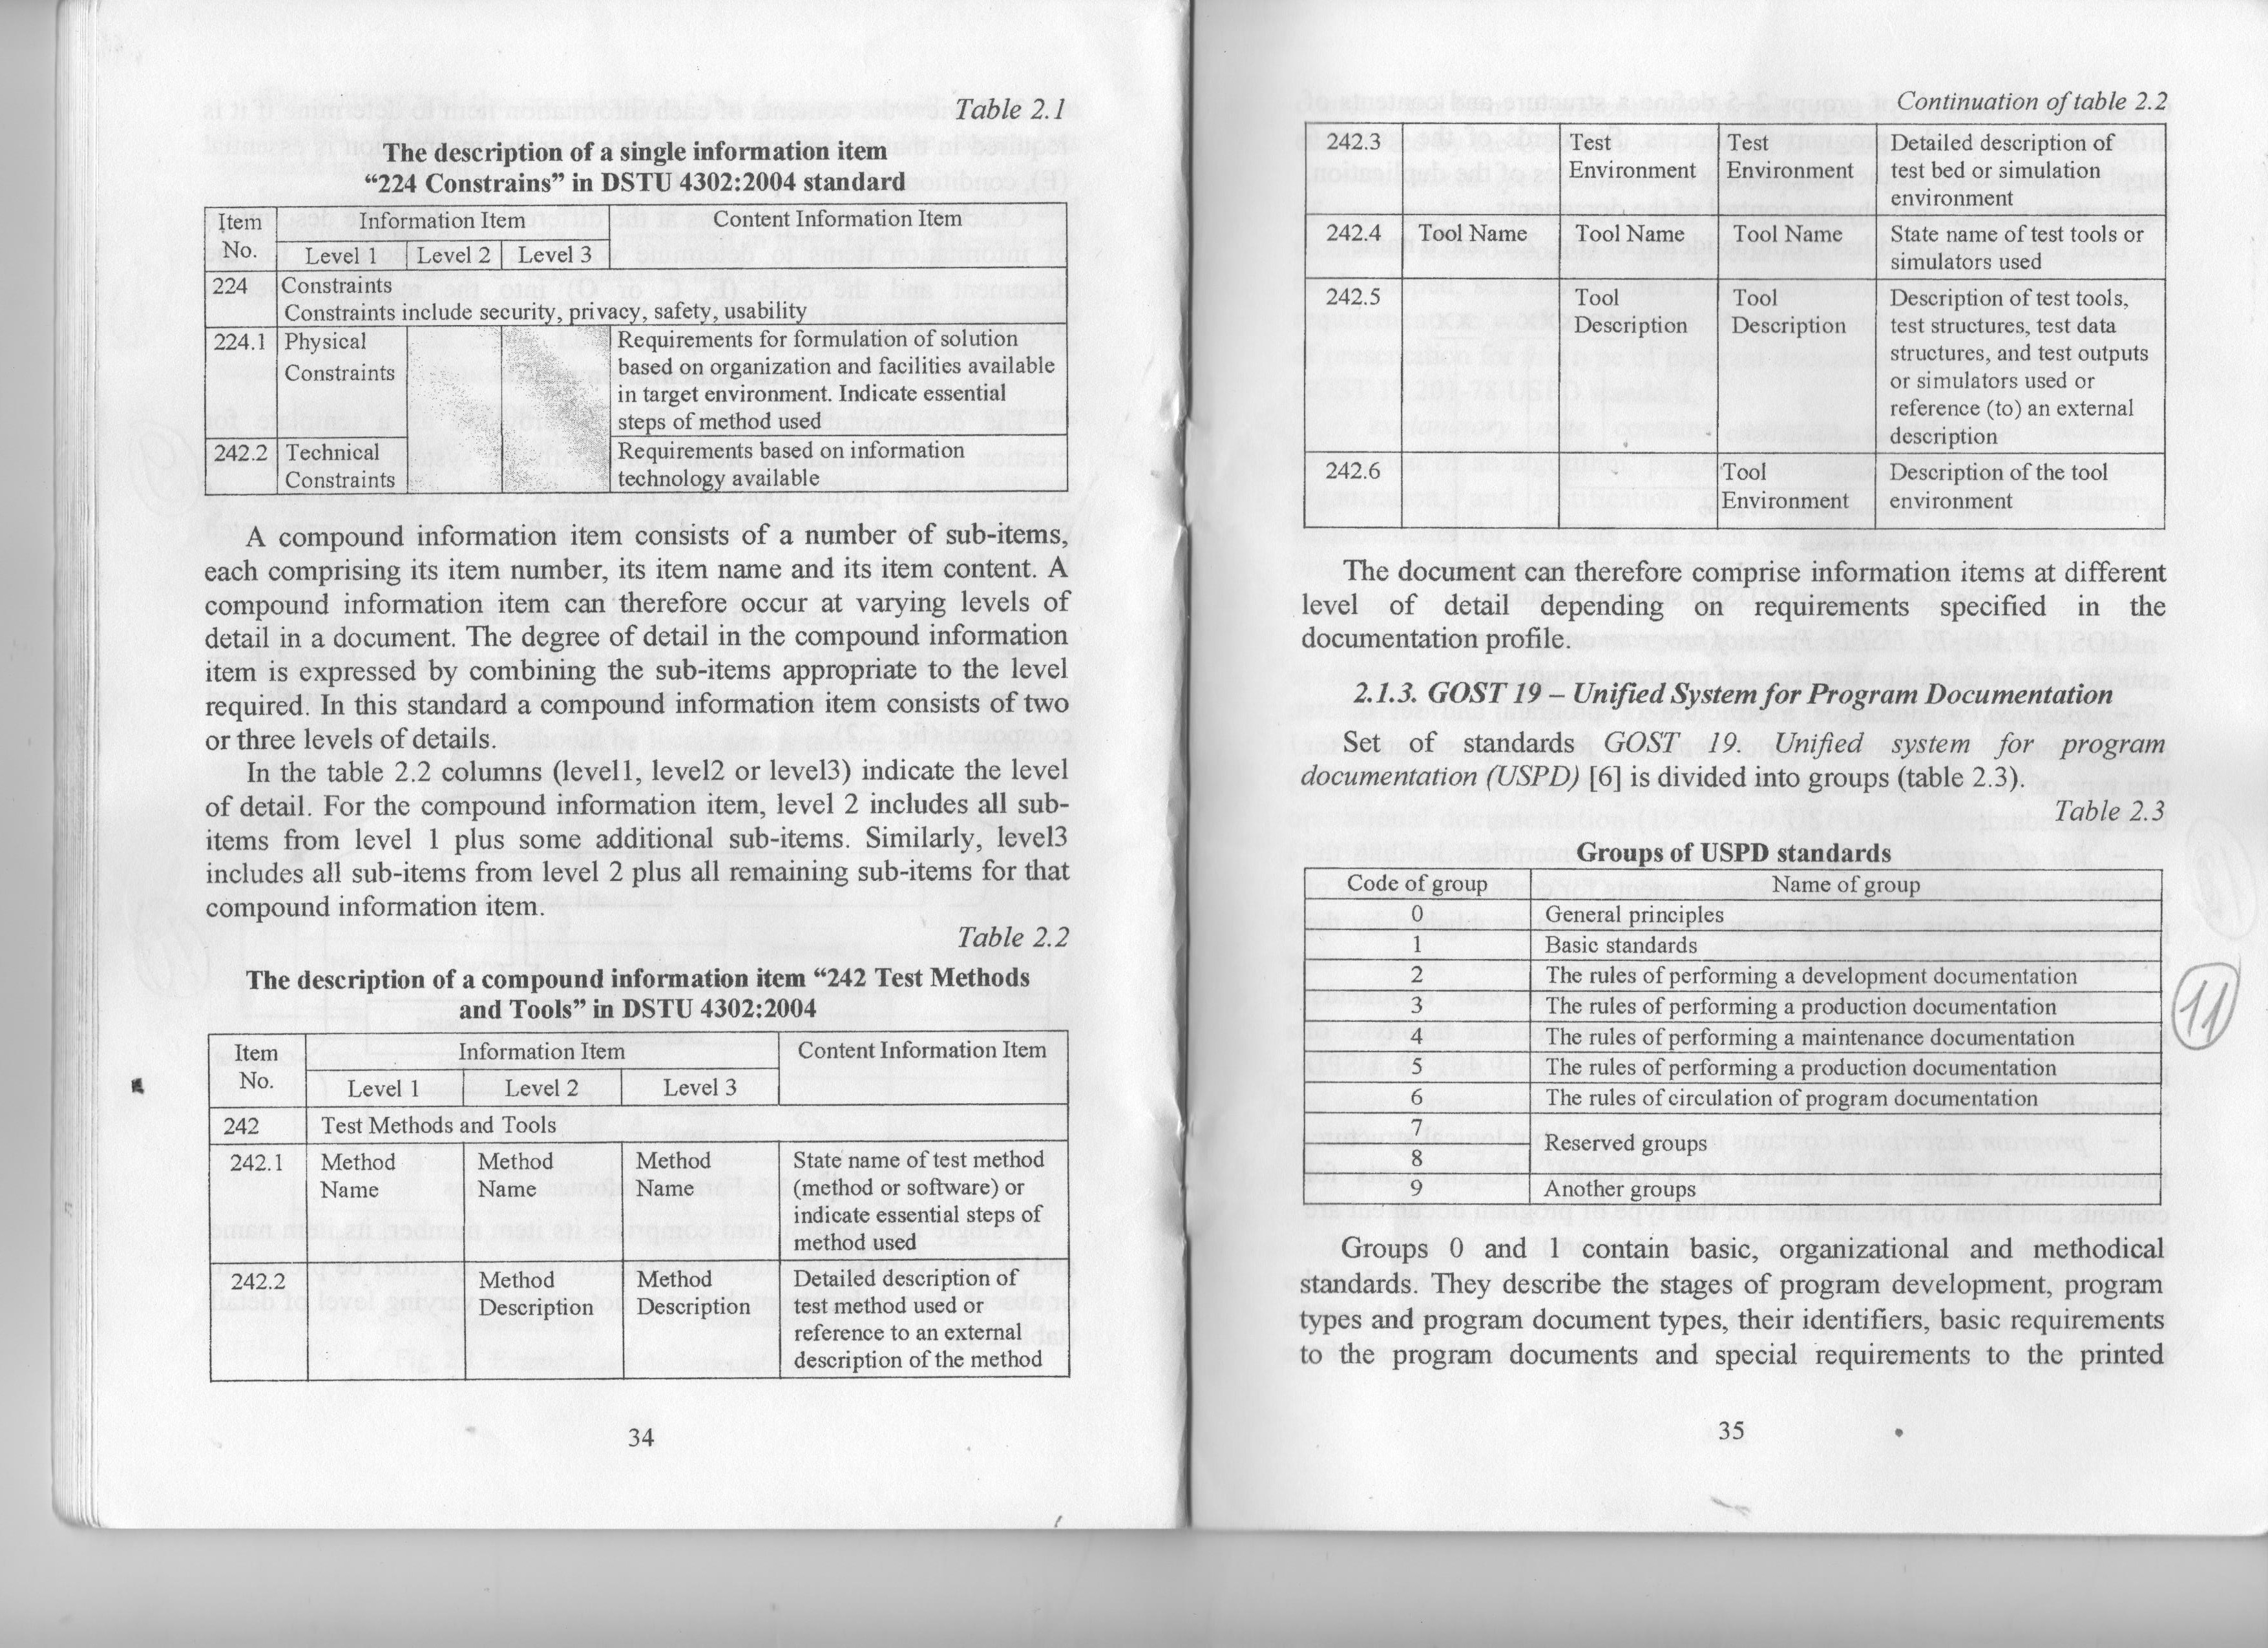 Table 2.1
The description of a single information item
“224 Constrains” in DSTU 4302:2004 standard
Item No. Information Item Content Information Item
Level 1 Level 2 Level 3
224 Constraints
Constraints include security, privacy, safety, usability
224.1 Physical Requirements for formulation of solution
Constraints based on organization and facilities available
in target environment. Indicate essential
steps of method used
242.2 Technical Requirements based on information
Constraints technology available
A compound information item consists of a number of sub-items,
each comprising its item number, its item name and its item content. A
compound information item can therefore occur at varying levels of
detail in a document. The degree of detail in the compound information
item is expressed by combining the sub-items appropriate to the level
required. In this standard a compound information item consists of two
or three levels of details.
In the table 2.2 columns (level1, level2 or level3) indicate the level
of detail. For the compound information item, level 2 includes all sub-
items from level 1 plus some additional sub-items. Similarly, level3
includes all sub-items from level 2 plus all remaining sub-items for that
compound information item.
Table 2.2
The description of a compound information item “242 Test Methods
and Tools” in DSTU 4302:2004
Item Information Item Content Information Item
No. Level 1 Level 2 Level 3
242 Test Methods and Tools
242.1 Method Method Method State name of test method
Name Name Name (method or software) or
indicate essential steps of
method used
242.2 Method Method Detailed description of
Description Description test method used or
reference to an external
description of the method
34
Continuation of table 2.2
242.3 Test Test Detailed description of
Environment Environment test bed or simulation
environment
242.4 Tool Name Tool Name Tool Name State name of test tools or
simulators used
242.5 Tool Tool Description of test tools,
Description Description test structures, test data
structures, and test outputs
or simulators used or
reference (to) an external
description
242.6 Tool Description of the tool
Environment environment
The document can therefore comprise information items at different
level of detail depending on requirements specified in the
documentation profile.
2.1.3. GOST 19 – Unified System for Program Documentation
Set of standards GOST 19. Unified system for program
documentation (USPD) [6] is divided into groups (table 2.3).
Table 2.3
Groups of USPD standards
Code of group Name of group
0 General principles
1 Basic standards
2 The rules of performing a development documentation
3 The rules of performing a production documentation
4 The rules of performing a maintenance documentation
5 The rules of performing a production documentation
6 The rules of circulation of program documentation
7
Reserved groups
8
9 Another groups
11
Groups 0 and 1 contain basic, organizational and methodical
standards. They describe the stages of program development, program
types and program document types, their identifiers, basic requirements
to the program documents and special requirements to the printed
35